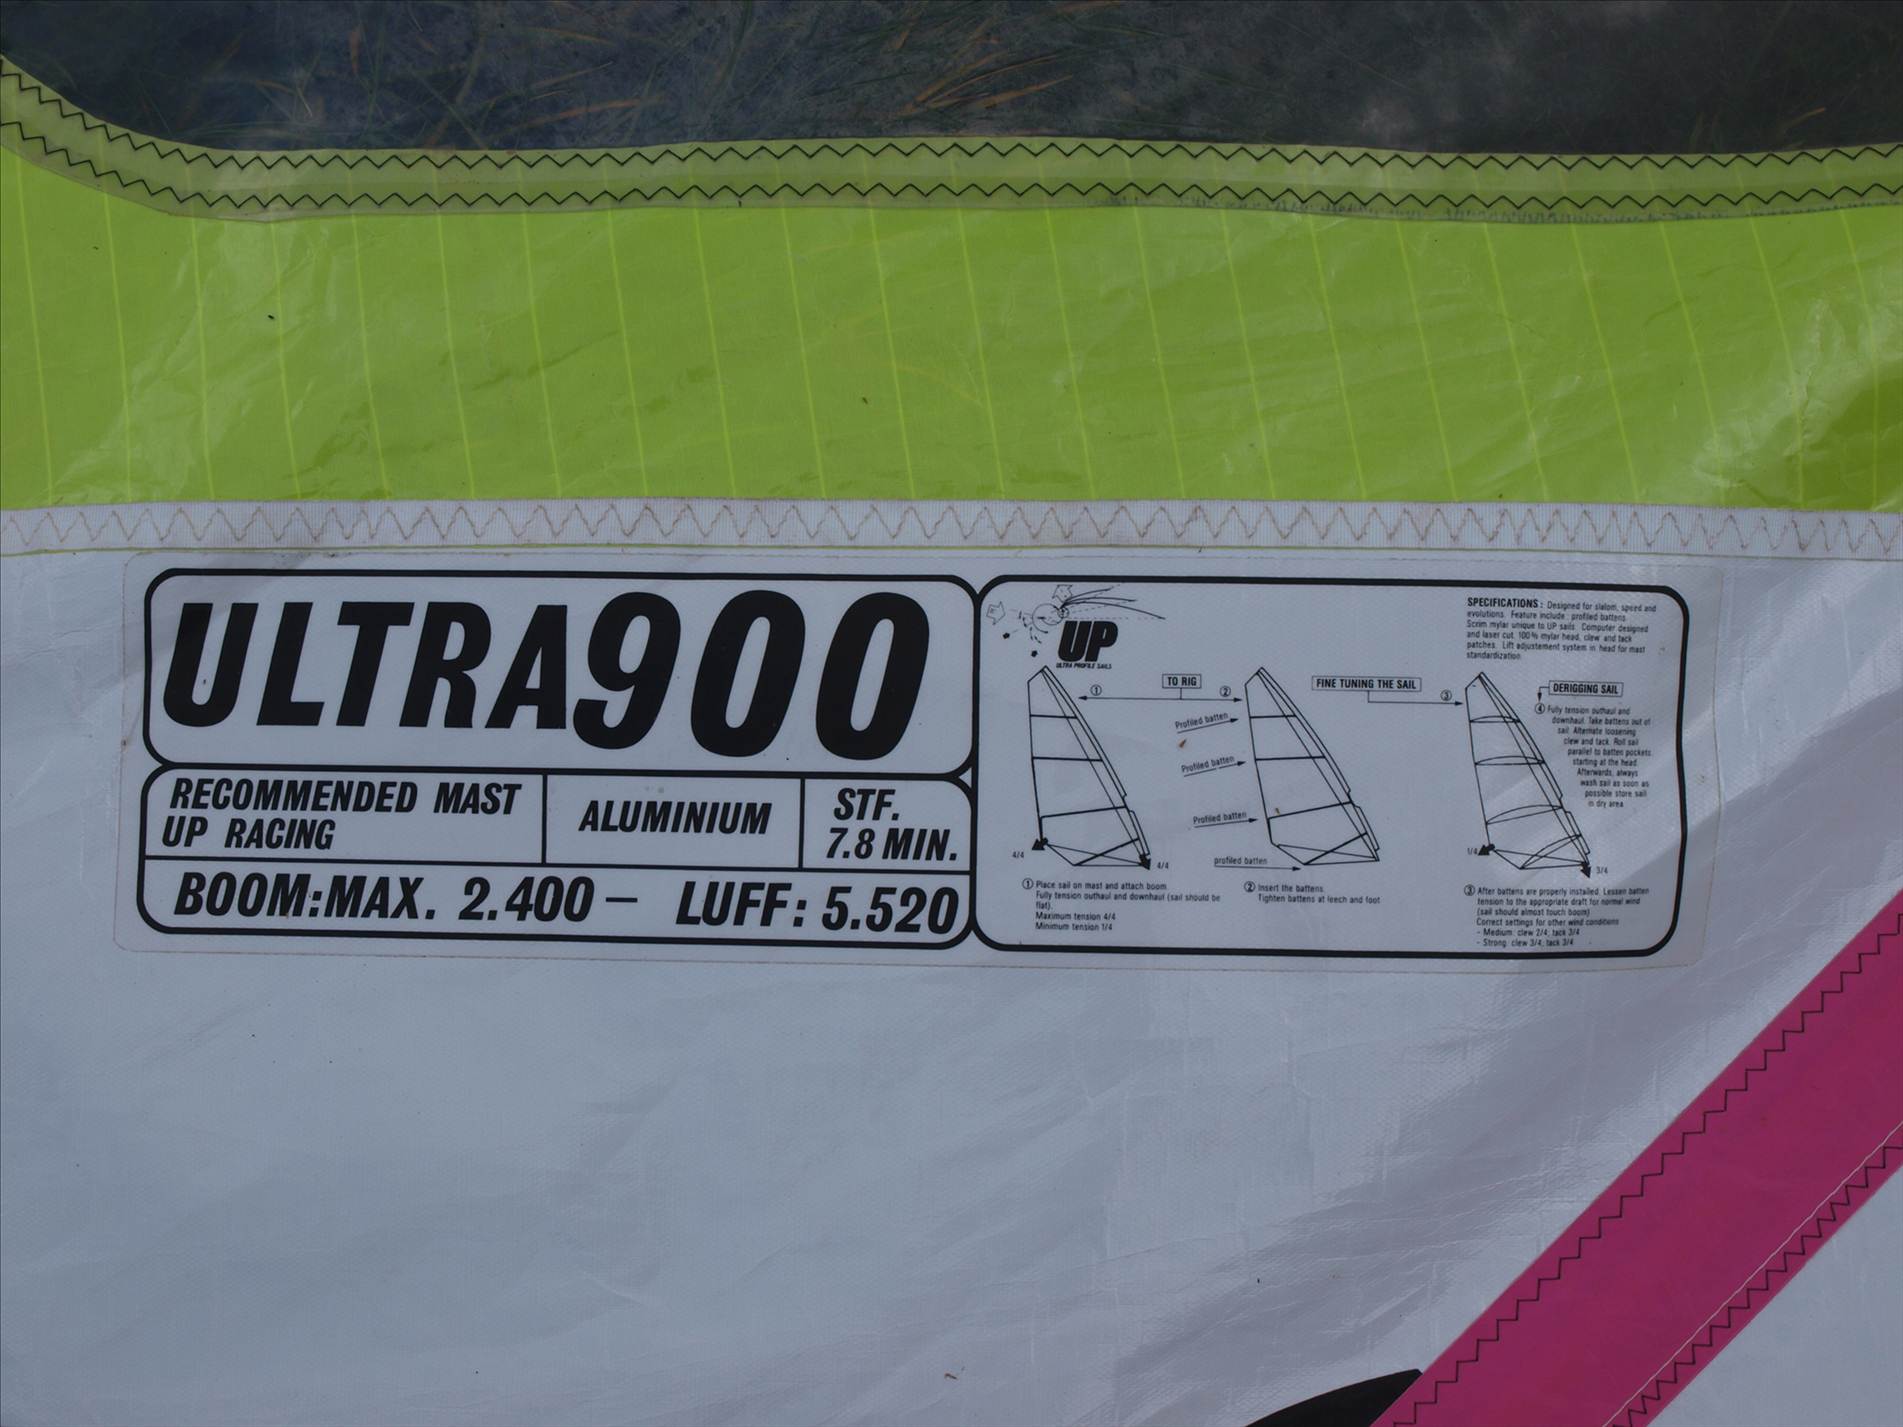 ULTRA900
RECOMMENDED MAST
UP RACING
ALUMINIUM
STF.
7.8 MIN.
BOOM:MAX. 2.400 – LUFF: 5.520
UP
ULTRA PROFILE SAILS
SPECIFICATIONS: Designed for slalom, speed and
evolutions. Feature include: profiled battens.
Scrim mylar unique to UP sails. Computer designed
and laser cut. 100% mylar head, clew and tack
patches. Lift adjustement system in head for mast
standardization.
① TO RIG ②
FINE TUNING THE SAIL ③
Profiled batten
Profiled batten
Profiled batten
profiled batten
4/4
4/4
1/4
3/4
DERIGGING SAIL
④ Fully tension outhaul and
downhaul. Take battens out of
sail. Alternate loosening
clew and tack. Roll sail
parallel to batten pockets
starting at the head.
Afterwards, always
wash sail as soon as
possible store sail
in dry area
① Place sail on mast and attach boom
Fully tension outhaul and downhaul (sail should be
flat).
Maximum tension 4/4
Minimum tension 1/4
② Insert the battens.
Tighten battens at leech and foot
③ After battens are properly installed. Lessen batten
tension to the appropriate draft for normal wind
(sail should almost touch boom)
Correct settings for other wind conditions
- Medium: clew 2/4; tack 3/4
- Strong: clew 3/4; tack 3/4